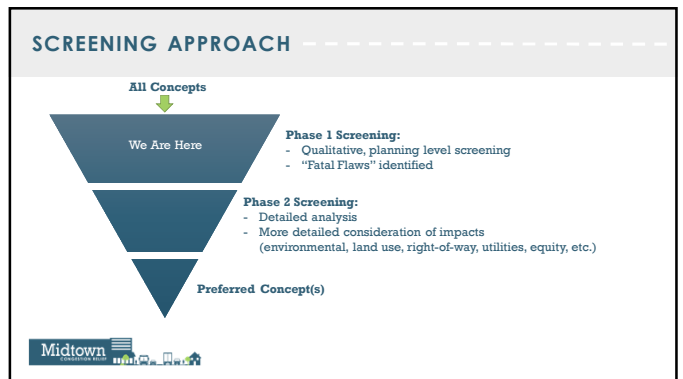 SCREENING APPROACH
All Concepts
We Are Here
Phase 1 Screening:
- Qualitative, planning level screening
- “Fatal Flaws” identified
Phase 2 Screening:
- Detailed analysis
- More detailed consideration of impacts
(environmental, land use, right-of-way, utilities, equity, etc.)
Preferred Concept(s)
Midtown
CONGESTION RELIEF